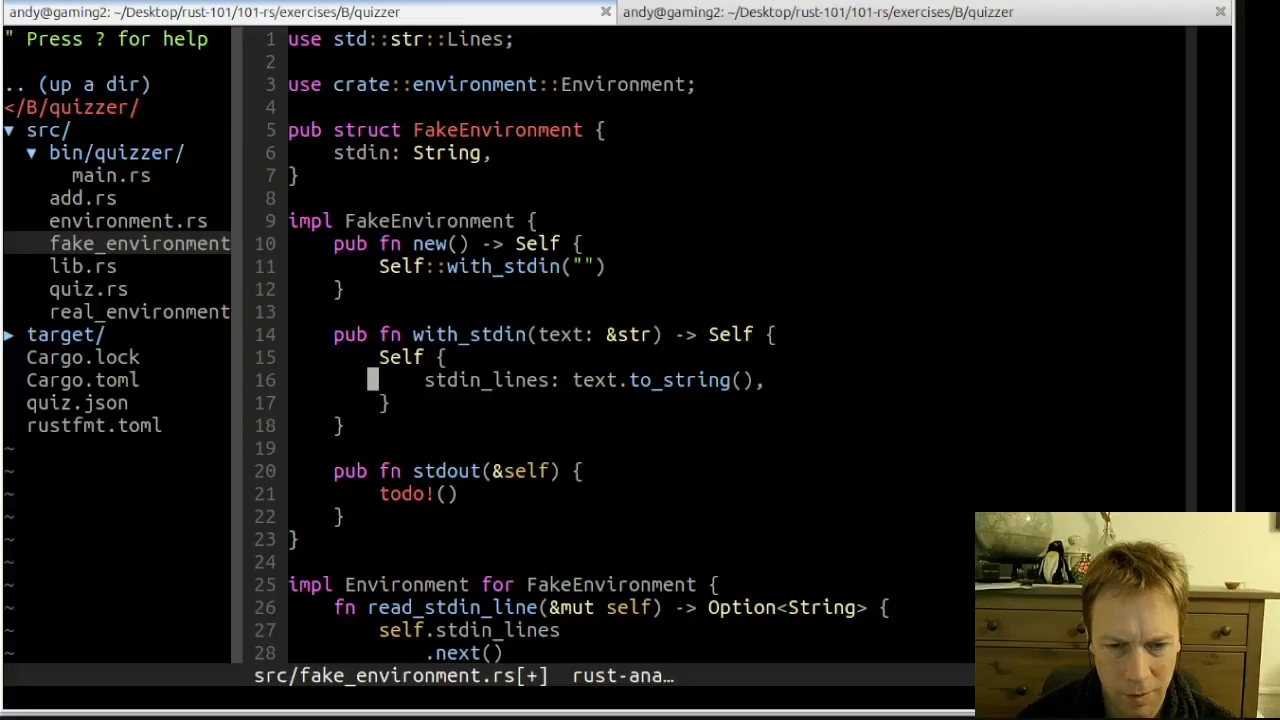 andy@gaming2: ~/Desktop/rust-101/101-rs/exercises/B/quizzer
andy@gaming2: ~/Desktop/rust-101/101-rs/exercises/B/quizzer
" Press ? for help
.. (up a dir)
</B/quizzer/
▼ src/
▼ bin/quizzer/
main.rs
add.rs
environment.rs
fake_environment
lib.rs
quiz.rs
real_environment
▶ target/
Cargo.lock
Cargo.toml
quiz.json
rustfmt.toml
~
~
~
~
~
~
~
~
~
~
1 use std::str::Lines;
2
3 use crate::environment::Environment;
4
5 pub struct FakeEnvironment {
6     stdin: String,
7 }
8
9 impl FakeEnvironment {
10     pub fn new() -> Self {
11         Self::with_stdin("")
12     }
13
14     pub fn with_stdin(text: &str) -> Self {
15         Self {
16             stdin_lines: text.to_string(),
17         }
18     }
19
20     pub fn stdout(&self) {
21         todo!()
22     }
23 }
24
25 impl Environment for FakeEnvironment {
26     fn read_stdin_line(&mut self) -> Option<String> {
27         self.stdin_lines
28             .next()
src/fake_environment.rs[+] rust-ana…